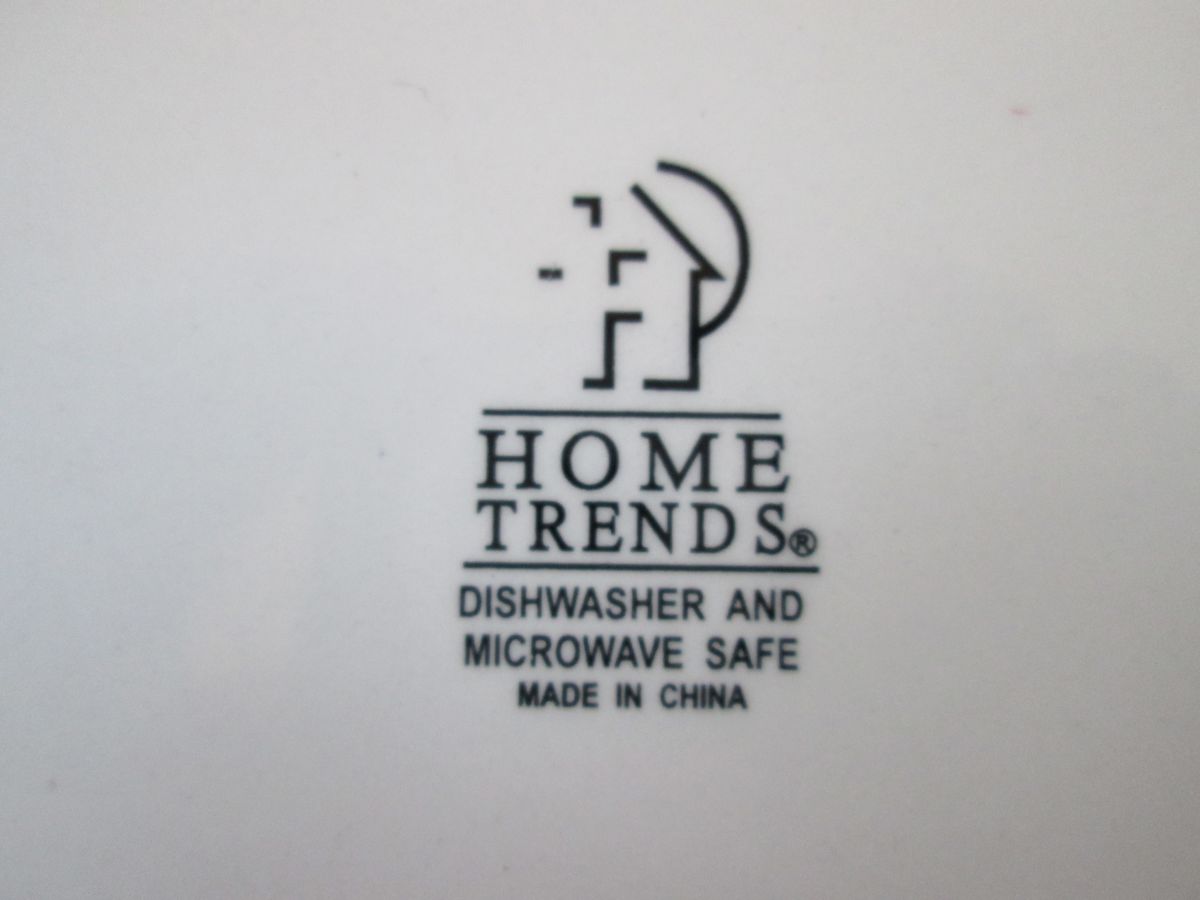 HOME
TRENDS®
DISHWASHER AND
MICROWAVE SAFE
MADE IN CHINA